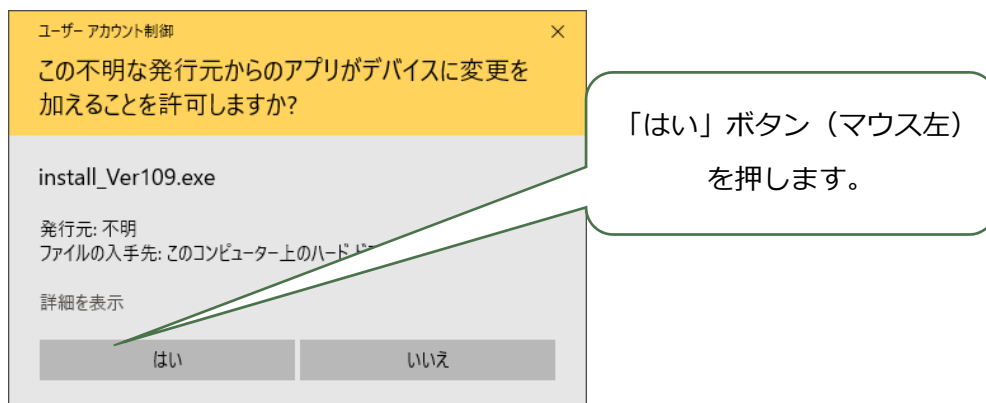 ユーザー アカウント制御
この不明な発行元からのアプリがデバイスに変更を
加えることを許可しますか?
install_Ver109.exe
発行元: 不明
ファイルの入手先: このコンピューター上のハード
詳細を表示
はい
いいえ
「はい」ボタン（マウス左）
を押します。